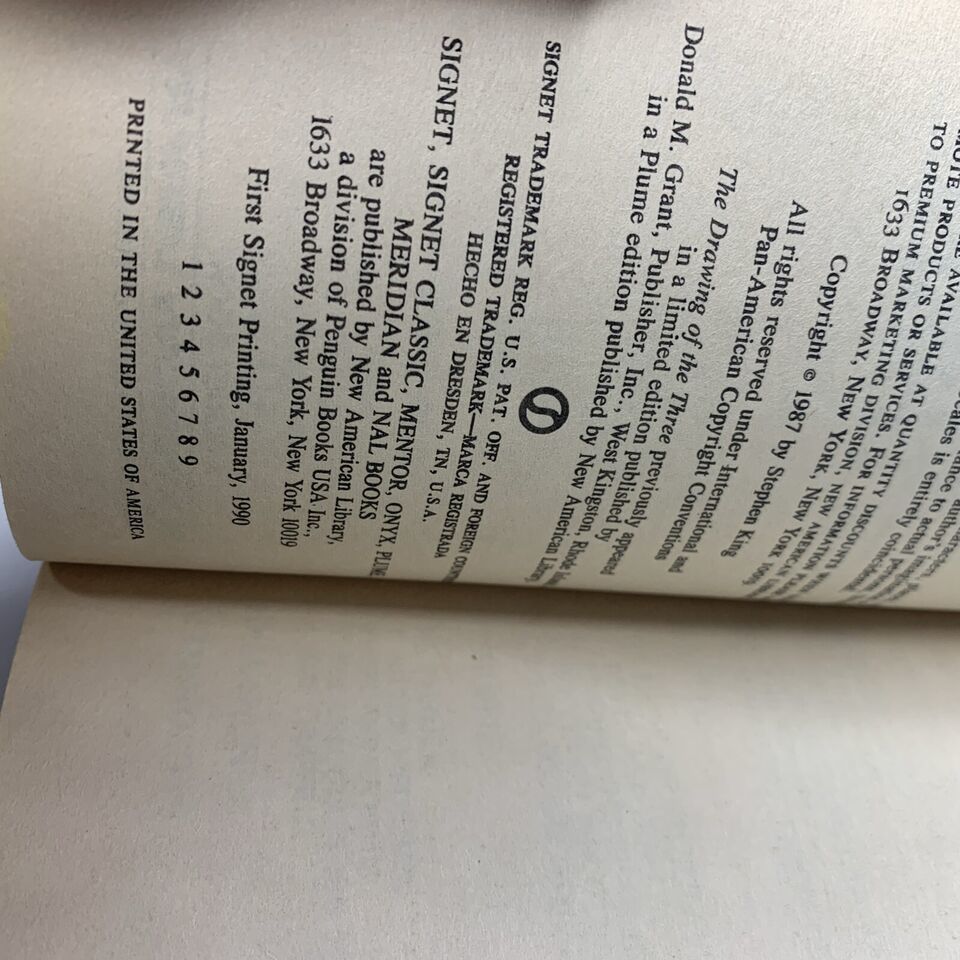 TO PREMIUM MARKETING DIVISION,
1633 BROADWAY, NEW YORK, NEW YORK
Copyright © 1987 by Stephen King
All rights reserved under International and
Pan-American Copyright Conventions
The Drawing of the Three previously appeared
in a limited edition published by
Donald M. Grant, Publisher, Inc., West Kingston, Rhode
in a Plume edition published by New American Library
SIGNET TRADEMARK REG. U.S. PAT. OFF. AND FOREIGN
REGISTERED TRADEMARK—MARCA REGISTRADA
HECHO EN DRESDEN, TN, U.S.A.
SIGNET, SIGNET CLASSIC, MENTOR, ONYX, PLUME
MERIDIAN and NAL BOOKS
are published by New American Library,
a division of Penguin Books USA Inc.,
1633 Broadway, New York, New York 10019
First Signet Printing, January, 1990
1 2 3 4 5 6 7 8 9
PRINTED IN THE UNITED STATES OF AMERICA